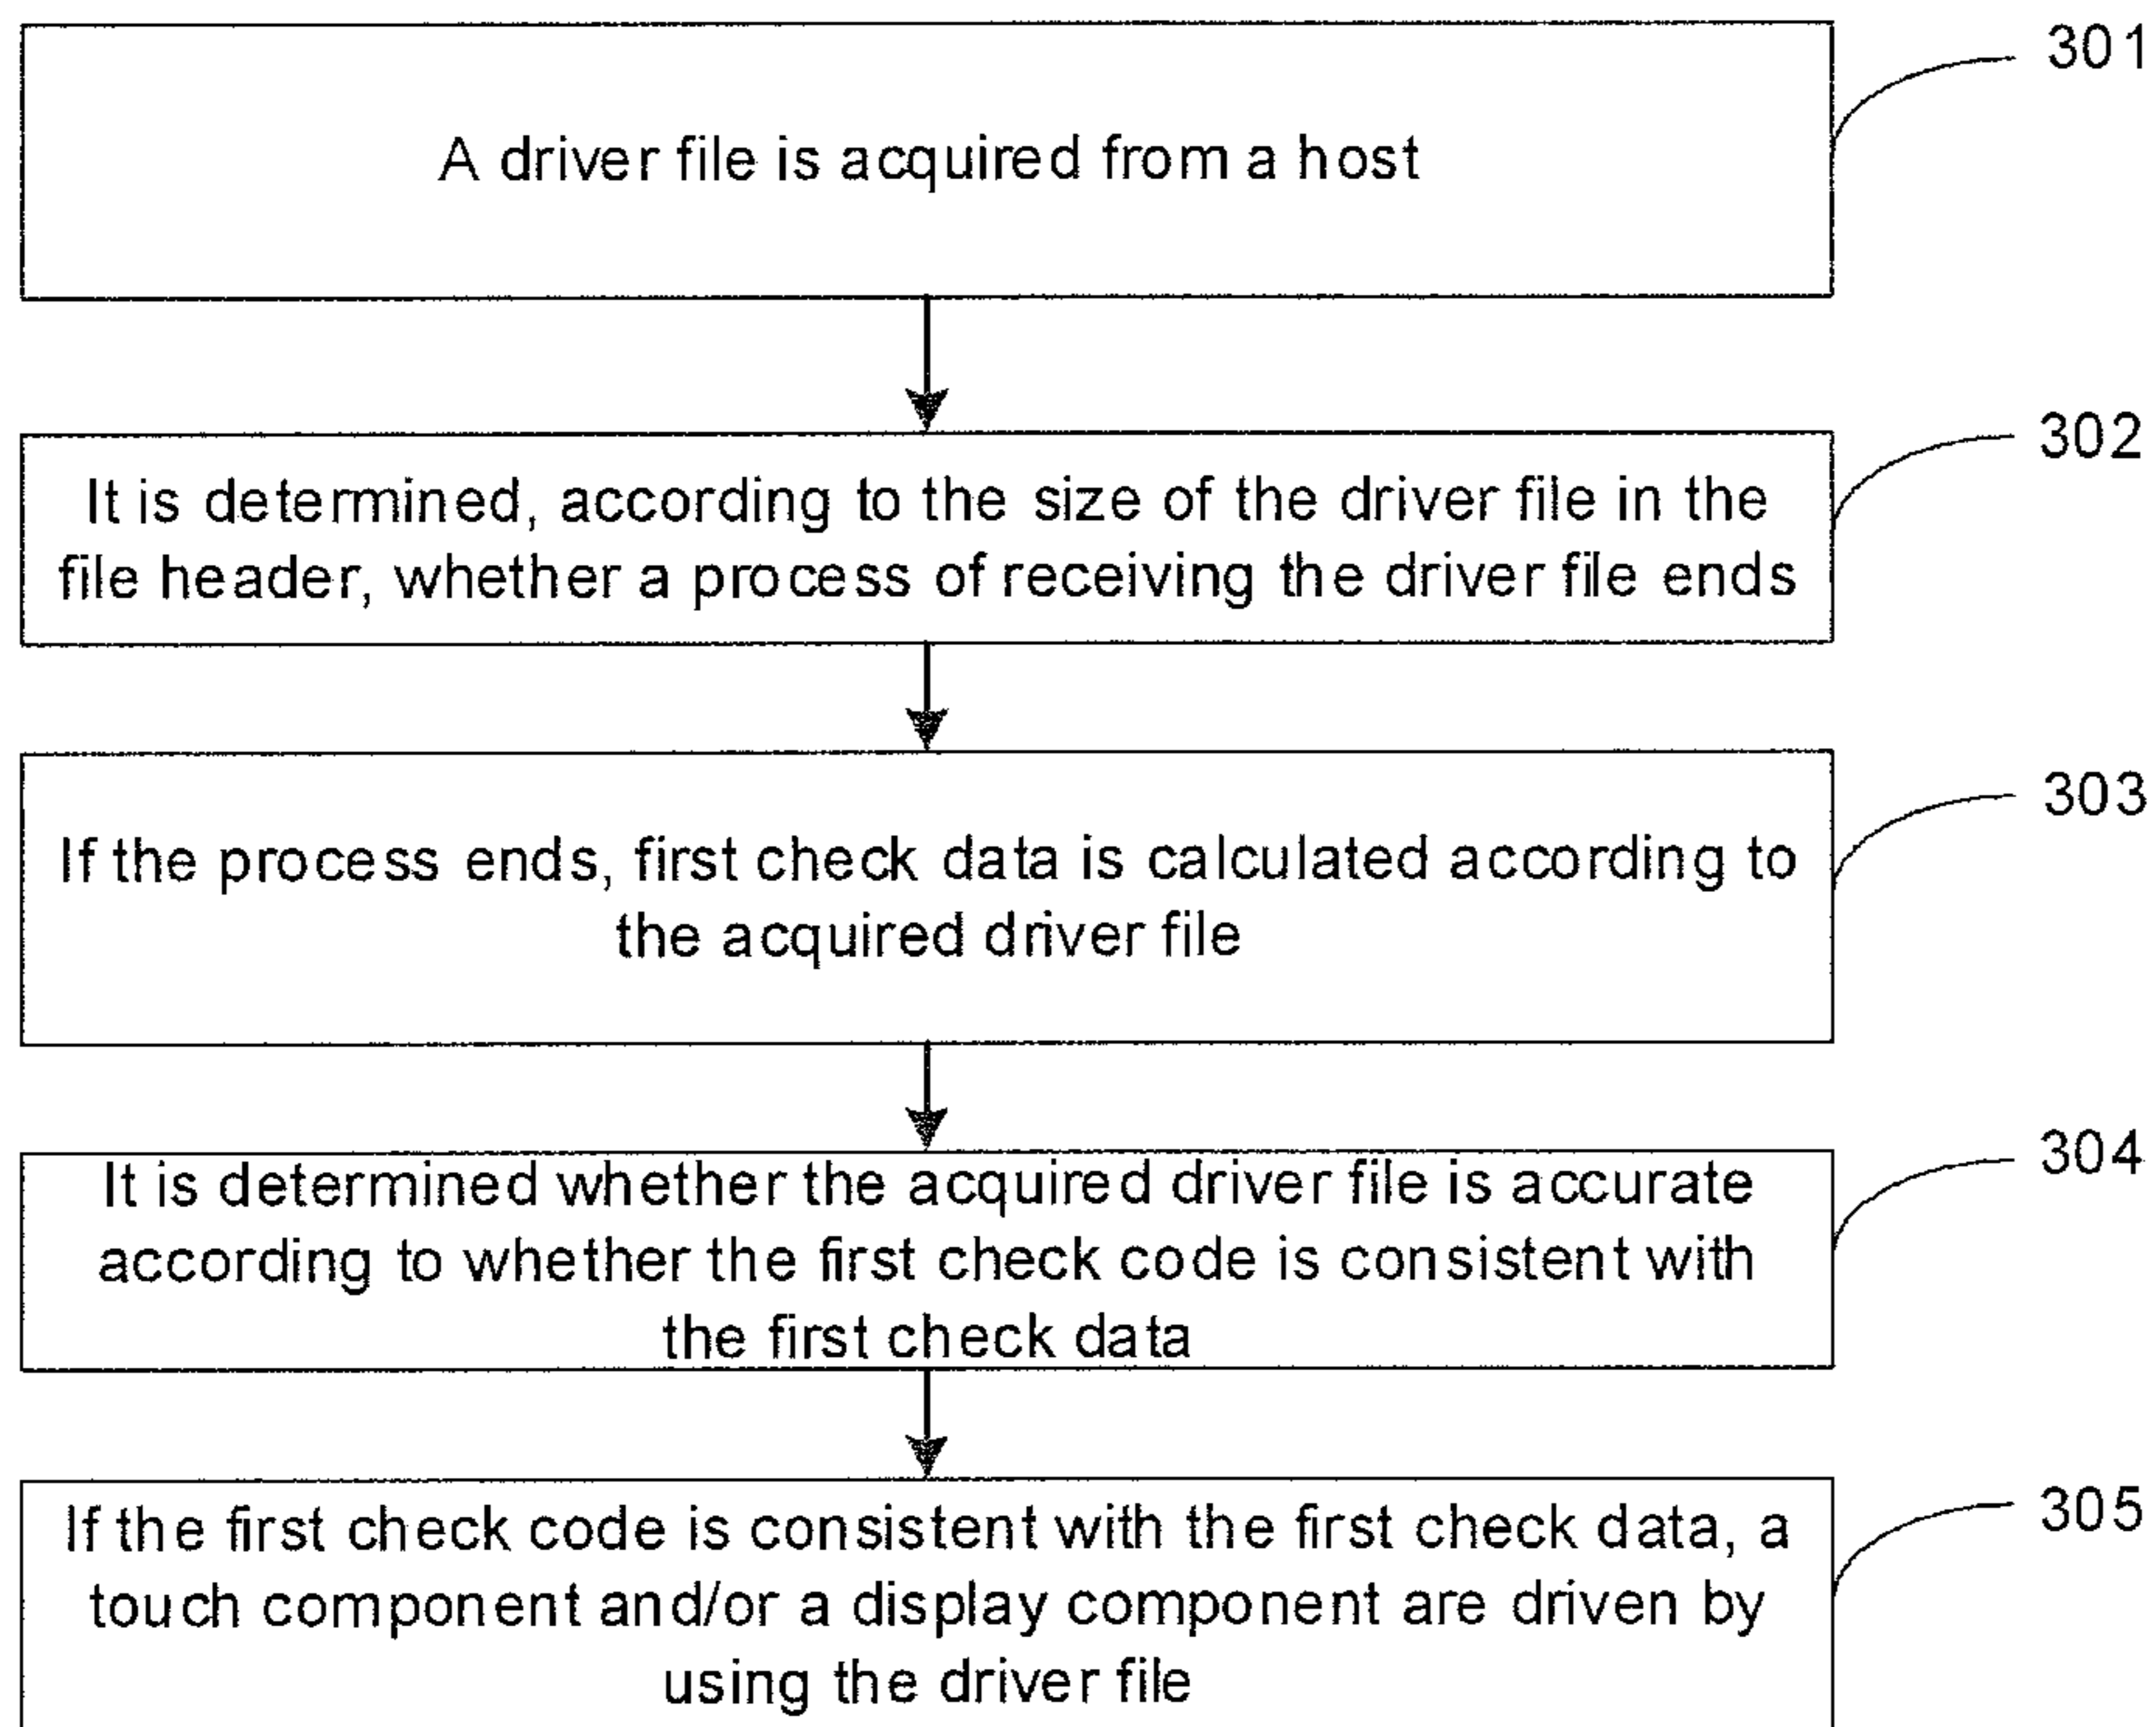 301
A driver file is acquired from a host
302
It is determined, according to the size of the driver file in the
file header, whether a process of receiving the driver file ends
303
If the process ends, first check data is calculated according to
the acquired driver file
304
It is determined whether the acquired driver file is accurate
according to whether the first check code is consistent with
the first check data
305
If the first check code is consistent with the first check data, a
touch component and/or a display component are driven by
using the driver file